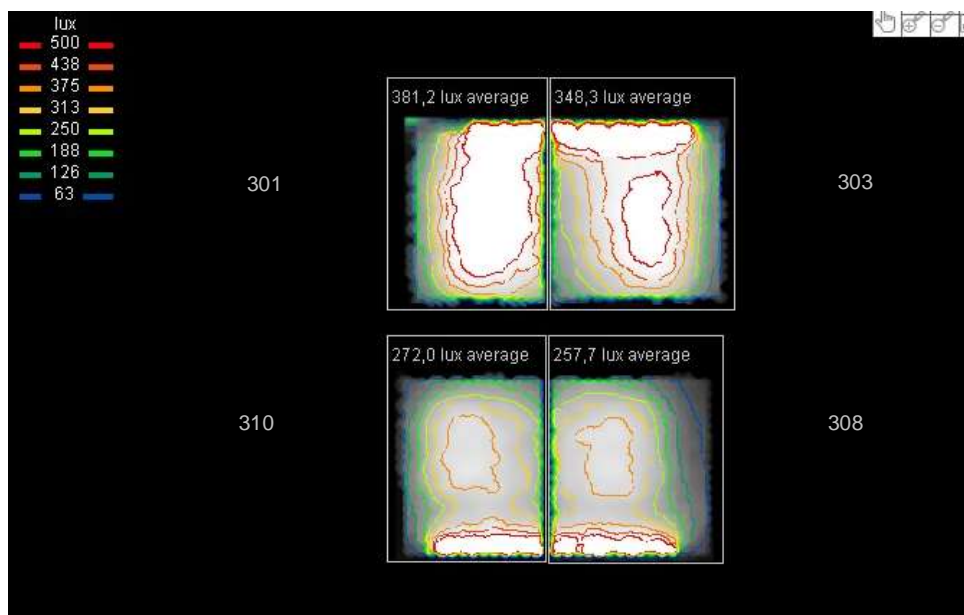 lux
500
438
375
313
250
188
126
63
381,2 lux average
348,3 lux average
301
303
272,0 lux average
257,7 lux average
310
308